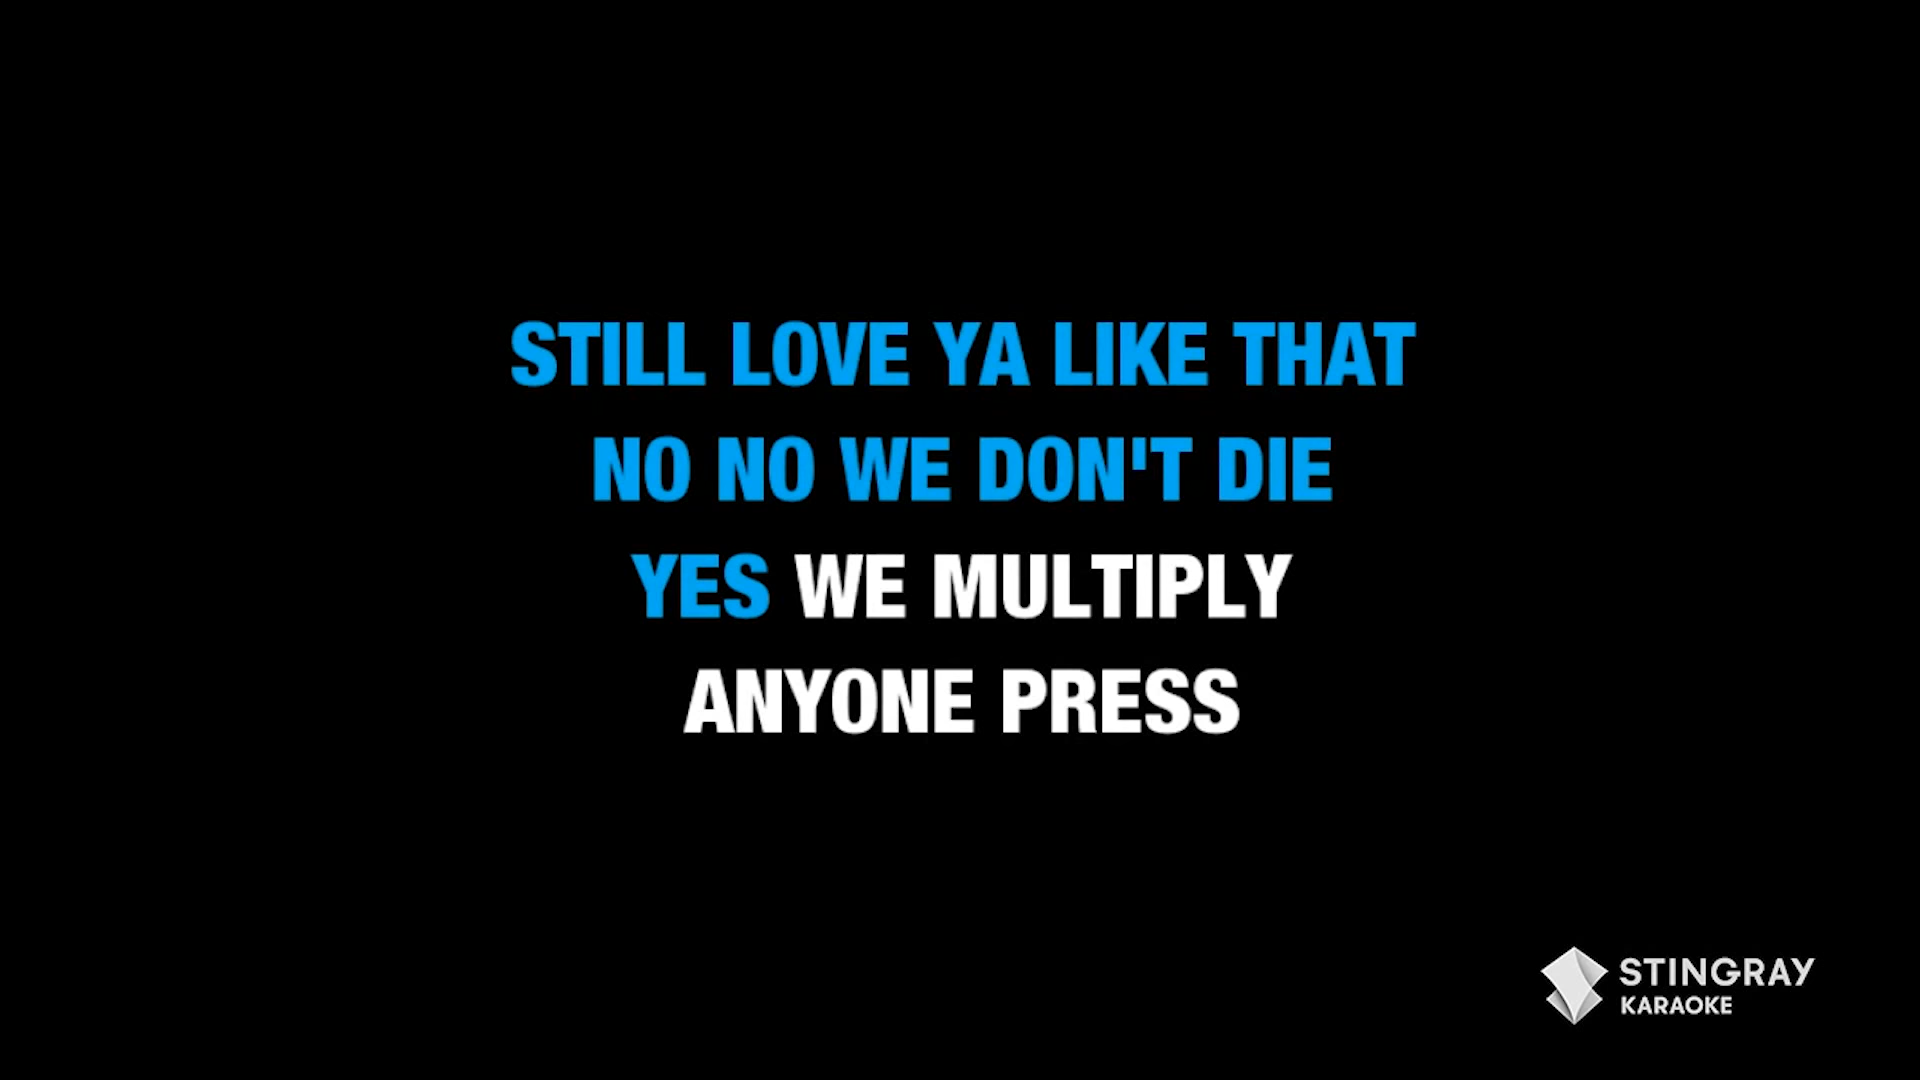 STILL LOVE YA LIKE THAT
NO NO WE DON'T DIE
YES WE MULTIPLY
ANYONE PRESS
STINGRAY
KARAOKE